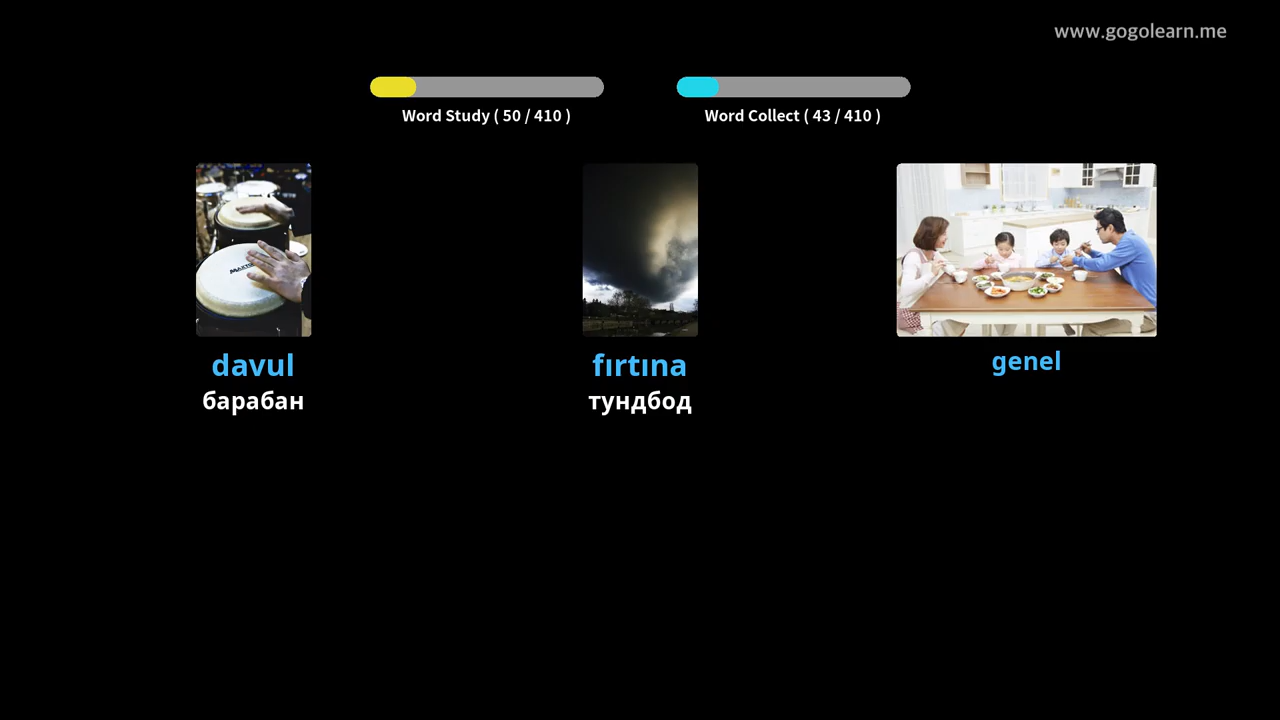 www.gogolearn.me
Word Study ( 50 / 410 )
Word Collect ( 43 / 410 )
davul
барабан
fırtına
тундбод
genel